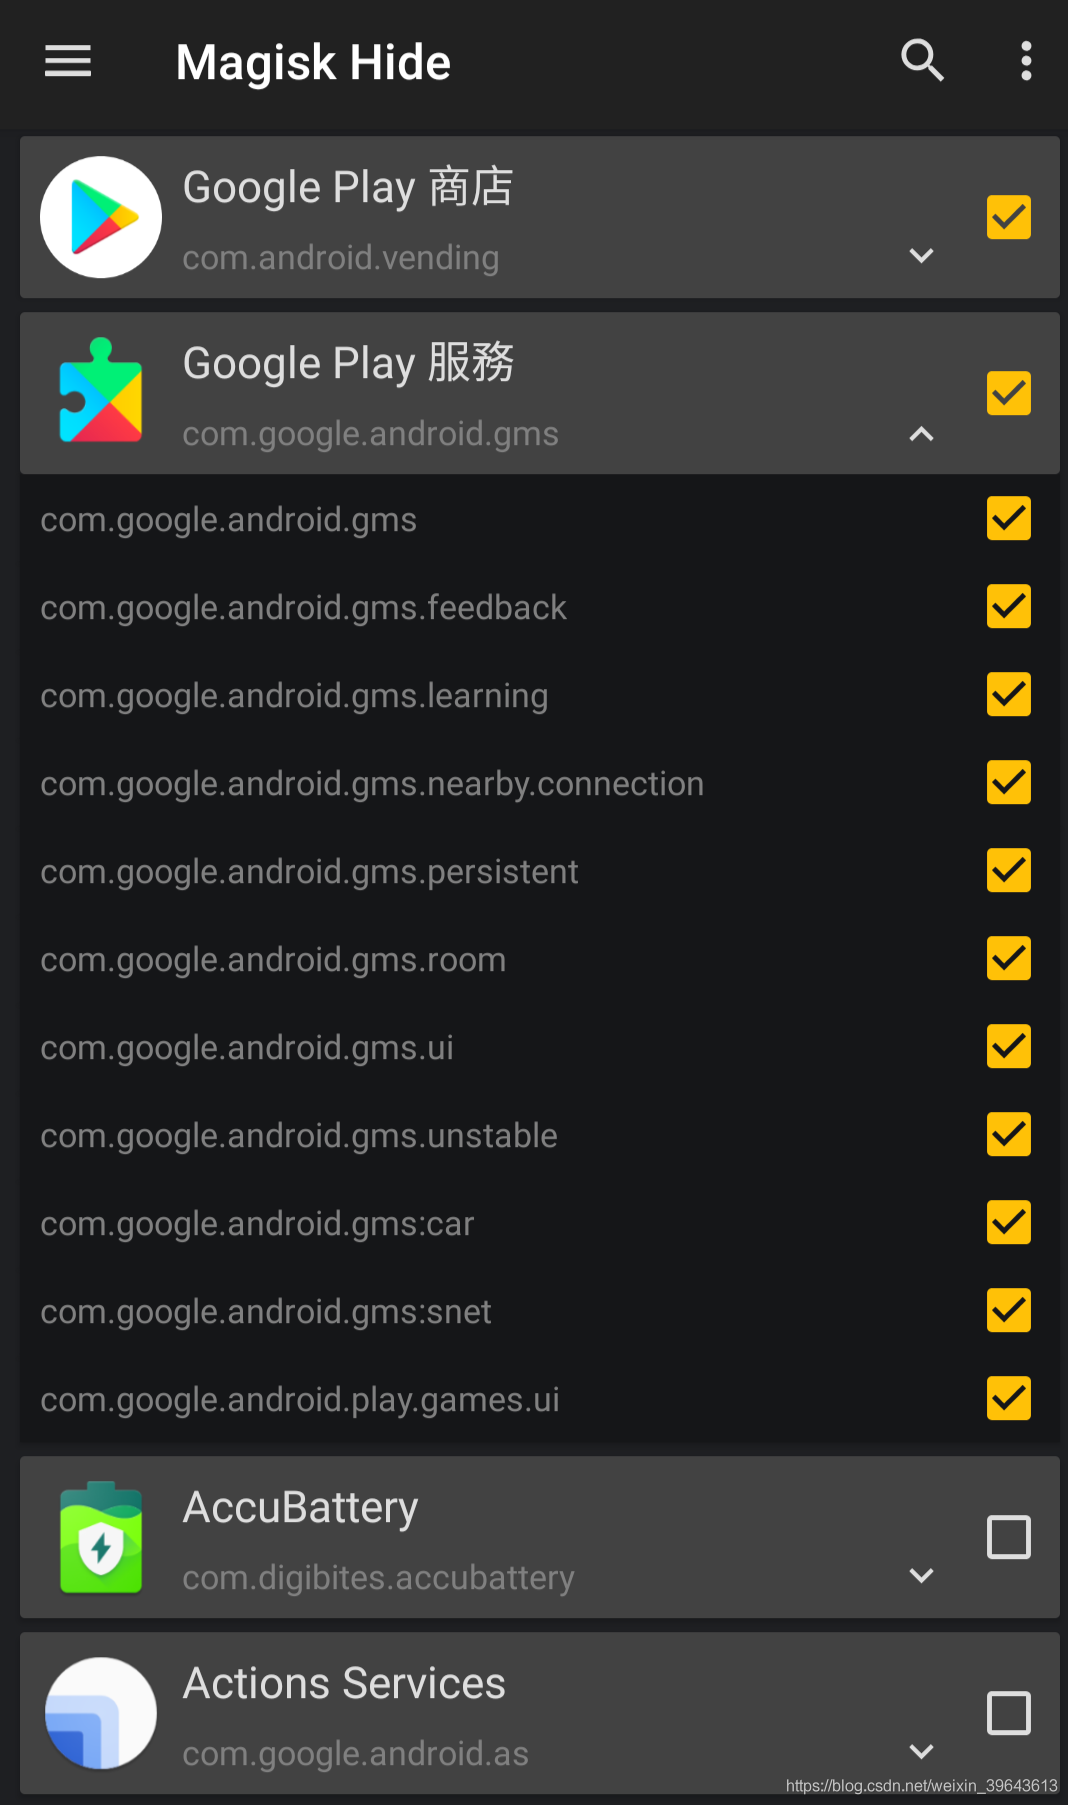 Magisk Hide
Google Play 商店
com.android.vending
Google Play 服務
com.google.android.gms
com.google.android.gms
com.google.android.gms.feedback
com.google.android.gms.learning
com.google.android.gms.nearby.connection
com.google.android.gms.persistent
com.google.android.gms.room
com.google.android.gms.ui
com.google.android.gms.unstable
com.google.android.gms:car
com.google.android.gms:snet
com.google.android.play.games.ui
AccuBattery
com.digibites.accubattery
Actions Services
com.google.android.as
https://blog.csdn.net/weixin_39643613